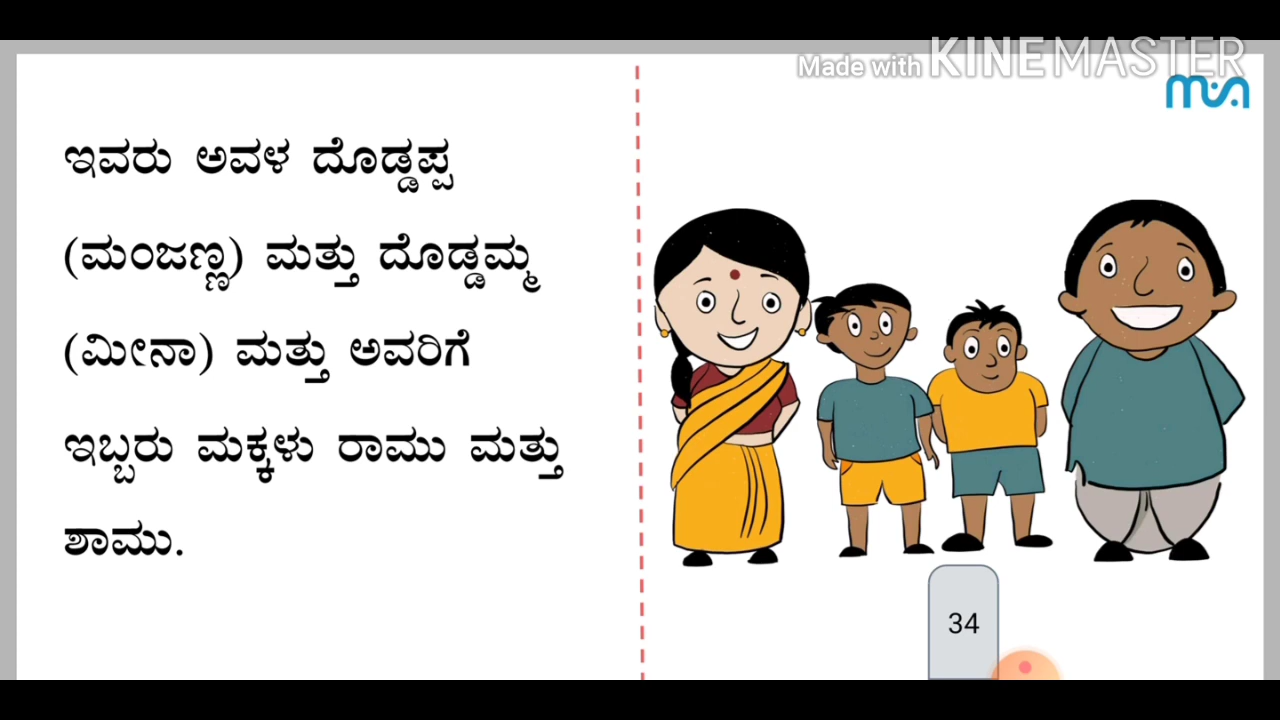 Made with KINEMASTER
ಇವರು ಅವಳ ದೊಡ್ಡಪ್ಪ
(ಮಂಜಣ್ಣ) ಮತ್ತು ದೊಡ್ಡಮ್ಮ
(ಮೀನಾ) ಮತ್ತು ಅವರಿಗೆ
ಇಬ್ಬರು ಮಕ್ಕಳು ರಾಮು ಮತ್ತು
ಶಾಮು.
34